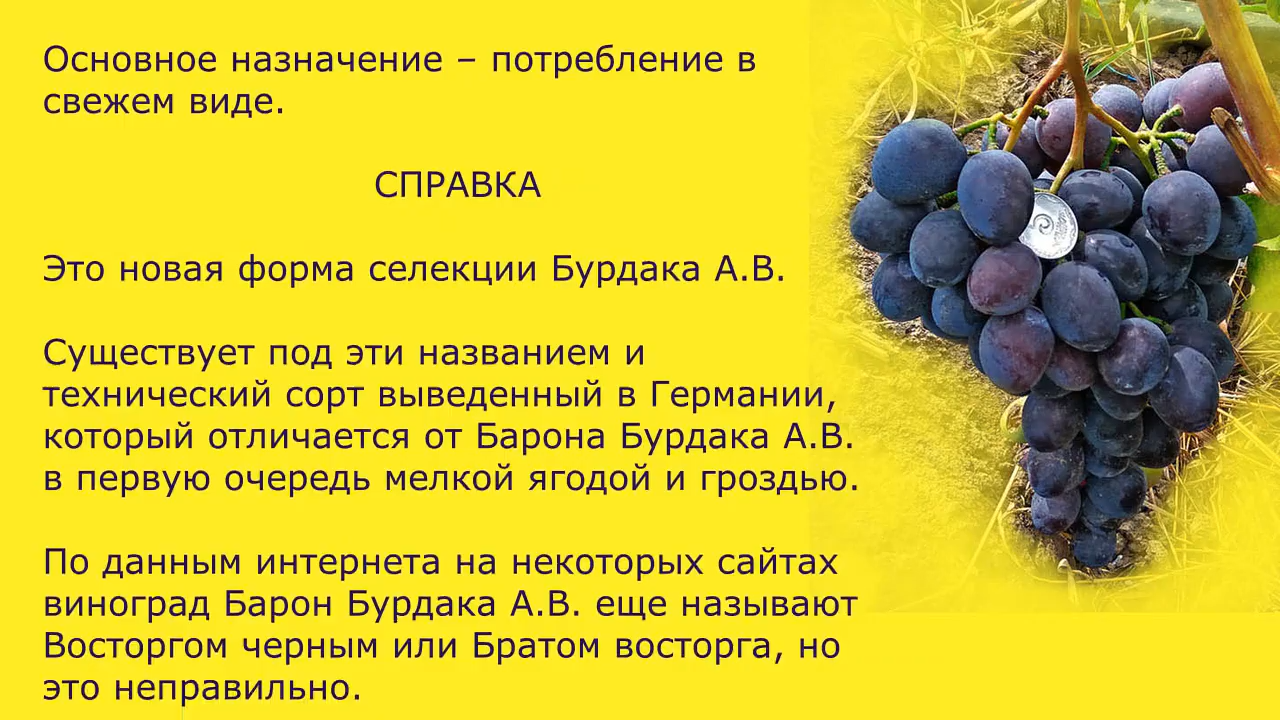 Основное назначение – потребление в
свежем виде.
СПРАВКА
Это новая форма селекции Бурдака А.В.
Существует под эти названием и
технический сорт выведенный в Германии,
который отличается от Барона Бурдака А.В.
в первую очередь мелкой ягодой и гроздью.
По данным интернета на некоторых сайтах
виноград Барон Бурдака А.В. еще называют
Восторгом черным или Братом восторга, но
это неправильно.